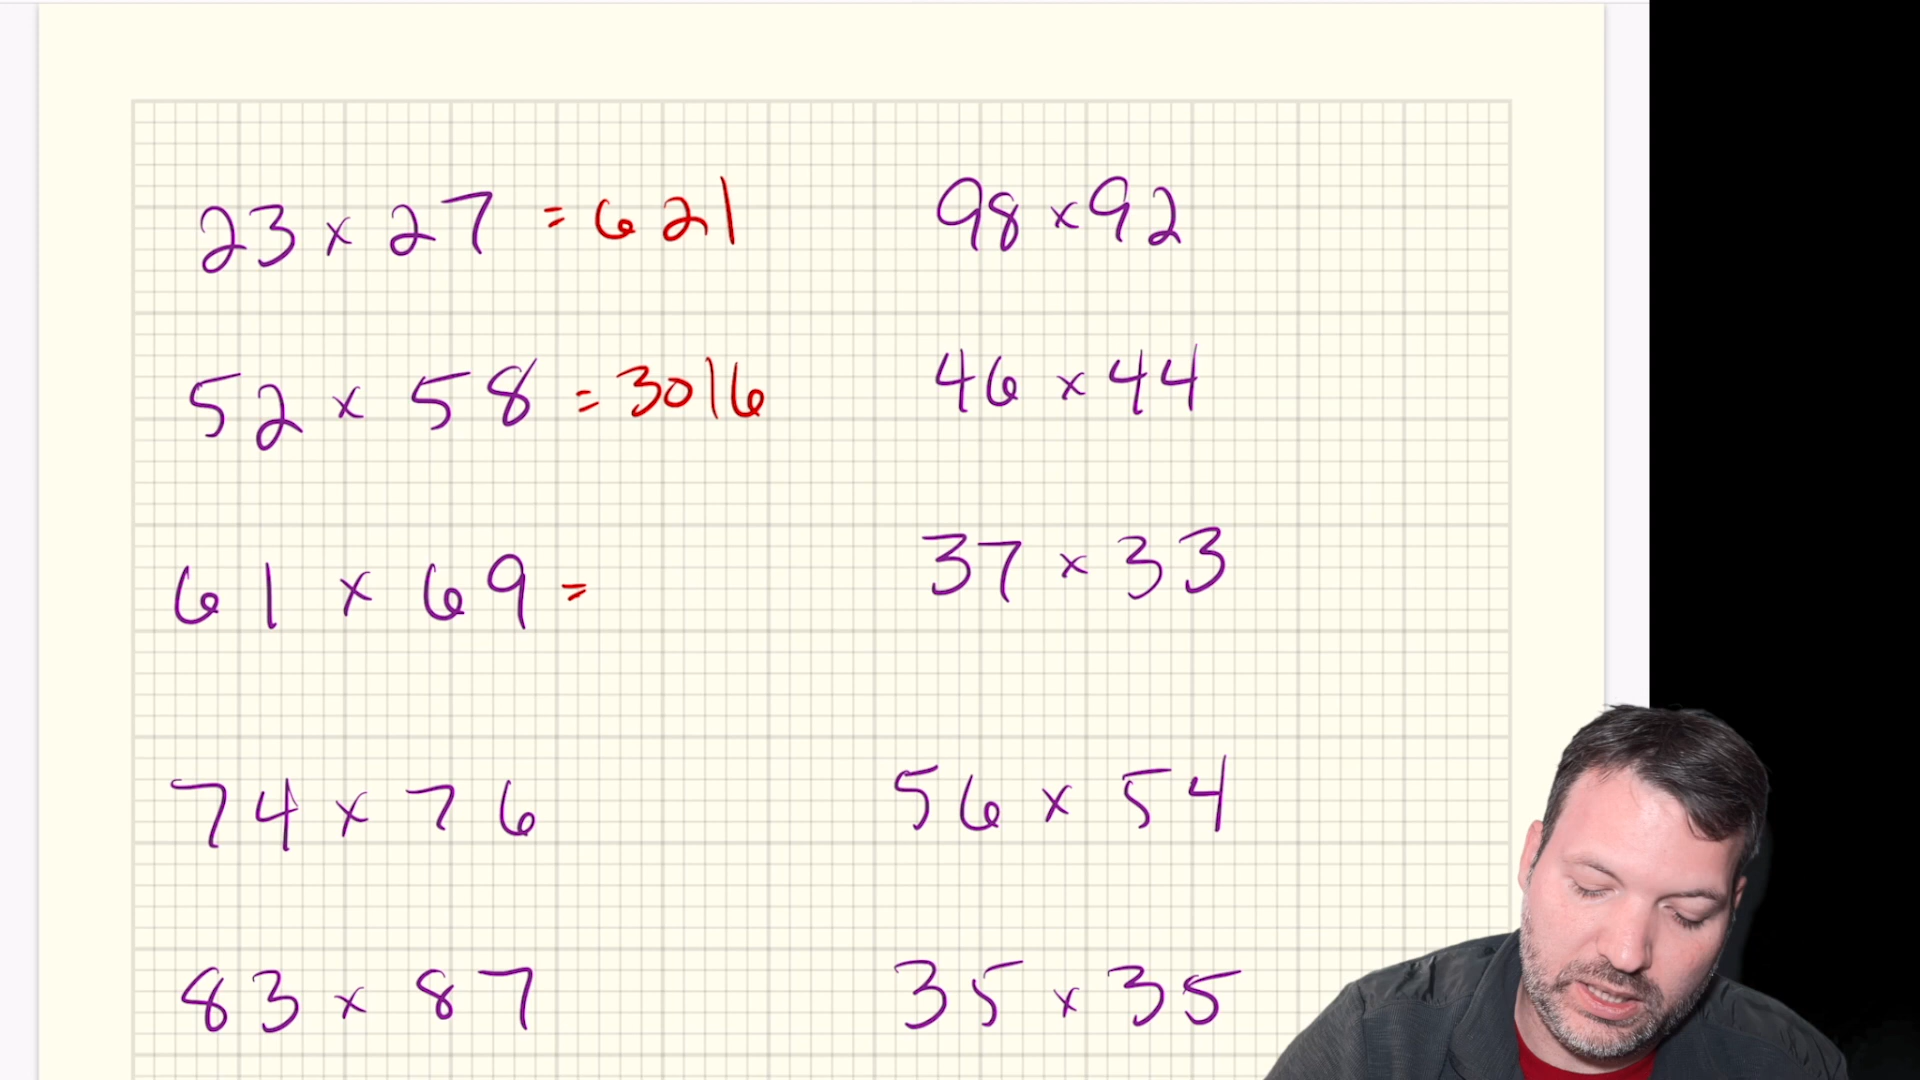 23 x 27 = 621
98 x 92
52 x 58 = 3016
46 x 44
61 x 69 =
37 x 33
74 x 76
56 x 54
83 x 87
35 x 35